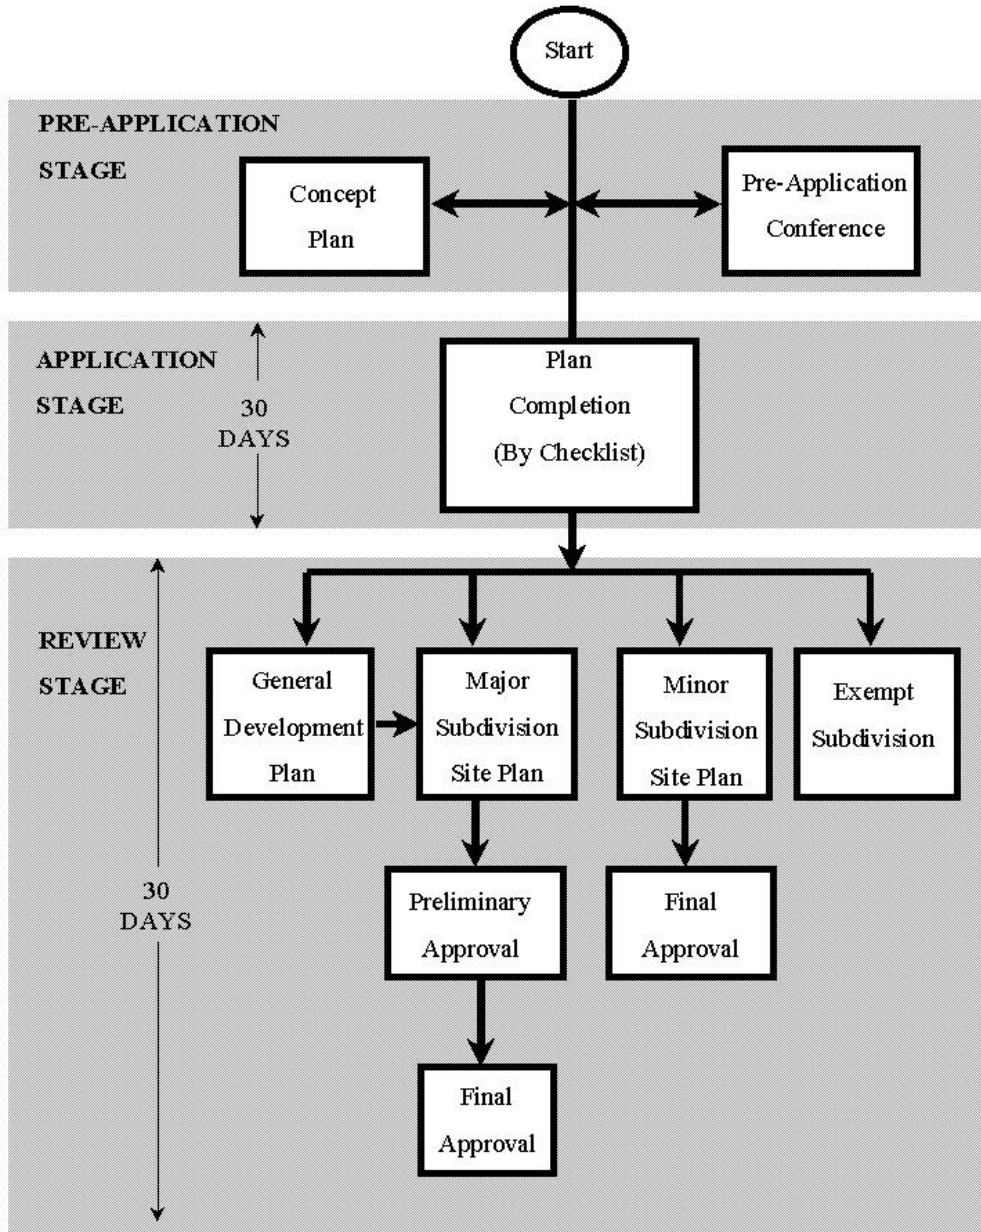 Start
PRE-APPLICATION
STAGE
Concept
Plan
Pre-Application
Conference
APPLICATION
STAGE
30
DAYS
Plan
Completion
(By Checklist)
REVIEW
STAGE
30
DAYS
General
Development
Plan
Major
Subdivision
Site Plan
Minor
Subdivision
Site Plan
Exempt
Subdivision
Preliminary
Approval
Final
Approval
Final
Approval